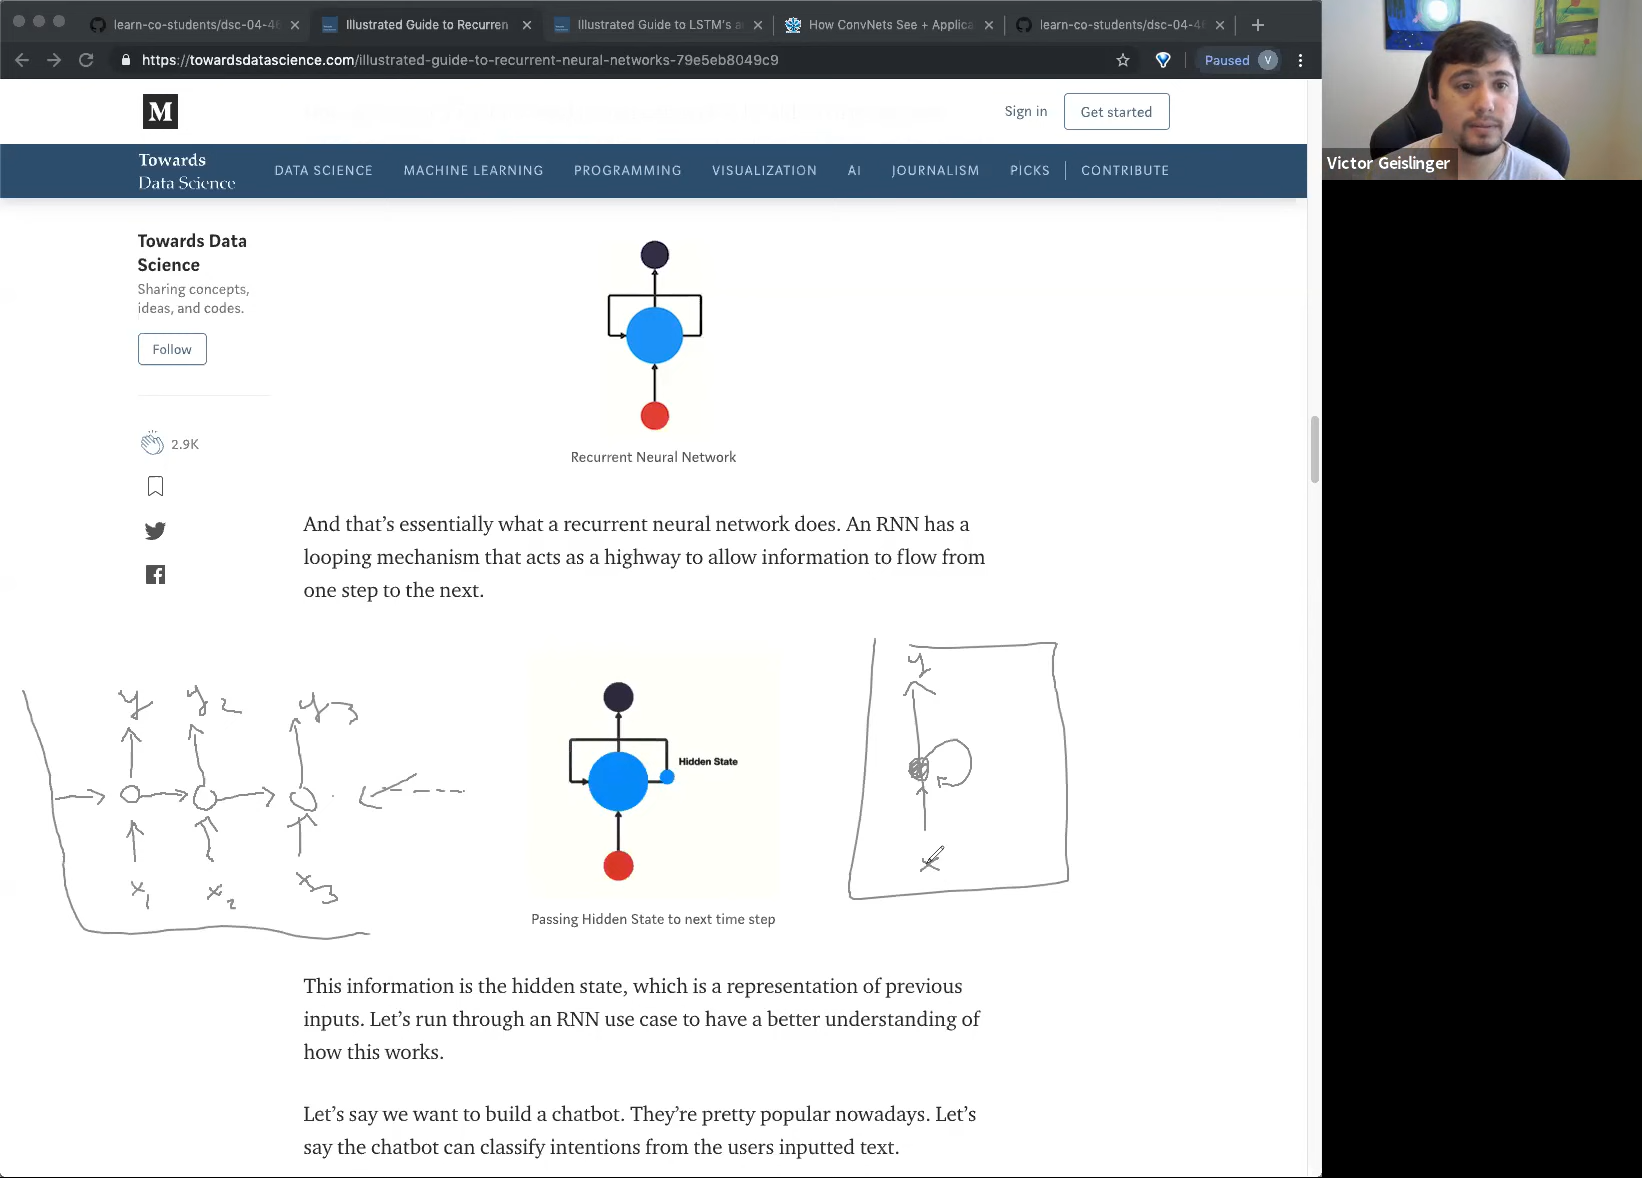 learn-co-students/dsc-04-46
Illustrated Guide to Recurren
Illustrated Guide to LSTM's a
How ConvNets See + Applica
learn-co-students/dsc-04-4
https://towardsdatascience.com/illustrated-guide-to-recurrent-neural-networks-79e5eb8049c9
Paused V
M
Sign in
Get started
Towards
Data Science
DATA SCIENCE MACHINE LEARNING PROGRAMMING VISUALIZATION AI JOURNALISM PICKS CONTRIBUTE
Victor Geislinger
Towards Data
Science
Sharing concepts,
ideas, and codes.
Follow
2.9K
Recurrent Neural Network
And that's essentially what a recurrent neural network does. An RNN has a
looping mechanism that acts as a highway to allow information to flow from
one step to the next.
y y2 y3
x1 x2 x3
Hidden State
y
x
Passing Hidden State to next time step
This information is the hidden state, which is a representation of previous
inputs. Let's run through an RNN use case to have a better understanding of
how this works.
Let's say we want to build a chatbot. They're pretty popular nowadays. Let's
say the chatbot can classify intentions from the users inputted text.